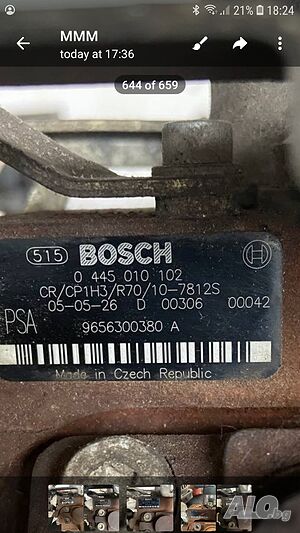 21% 18:24
MMM
today at 17:36
644 of 659
515 BOSCH
0 445 010 102
CR/CP1H3/R70/10-7812S
05-05-26 D 00306 00042
PSA 9656300380 A
Made in Czech Republic
ALO.bg